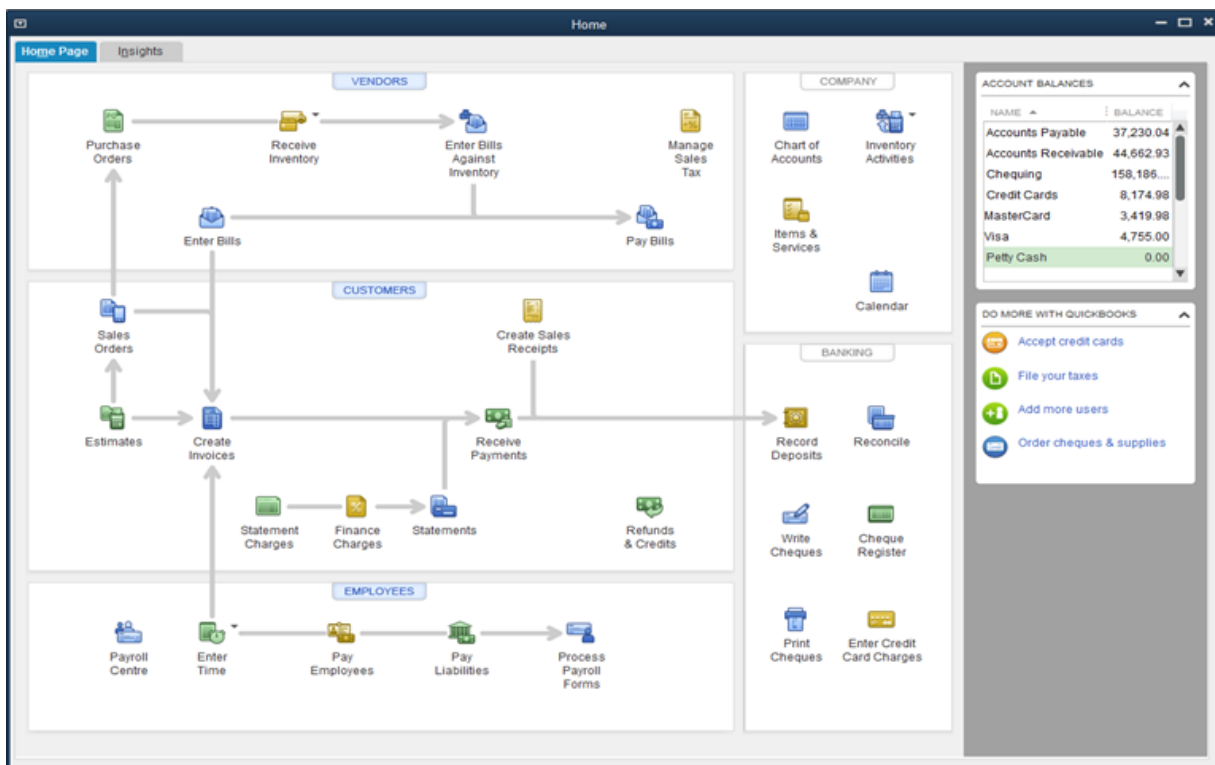 Home
Home Page
Insights
VENDORS
Purchase
Orders
Receive
Inventory
Enter Bills
Against
Inventory
Manage
Sales
Tax
Enter Bills
Pay Bills
CUSTOMERS
Sales
Orders
Create Sales
Receipts
Estimates
Create
Invoices
Receive
Payments
Statement
Charges
Finance
Charges
Statements
Refunds
& Credits
EMPLOYEES
Payroll
Centre
Enter
Time
Pay
Employees
Pay
Liabilities
Process
Payroll
Forms
COMPANY
Chart of
Accounts
Inventory
Activities
Items &
Services
Calendar
BANKING
Record
Deposits
Reconcile
Write
Cheques
Cheque
Register
Print
Cheques
Enter Credit
Card Charges
ACCOUNT BALANCES
NAME BALANCE
Accounts Payable 37,230.04
Accounts Receivable 44,662.93
Chequing 158,186....
Credit Cards 8,174.98
MasterCard 3,419.98
Visa 4,755.00
Petty Cash 0.00
DO MORE WITH QUICKBOOKS
Accept credit cards
File your taxes
Add more users
Order cheques & supplies